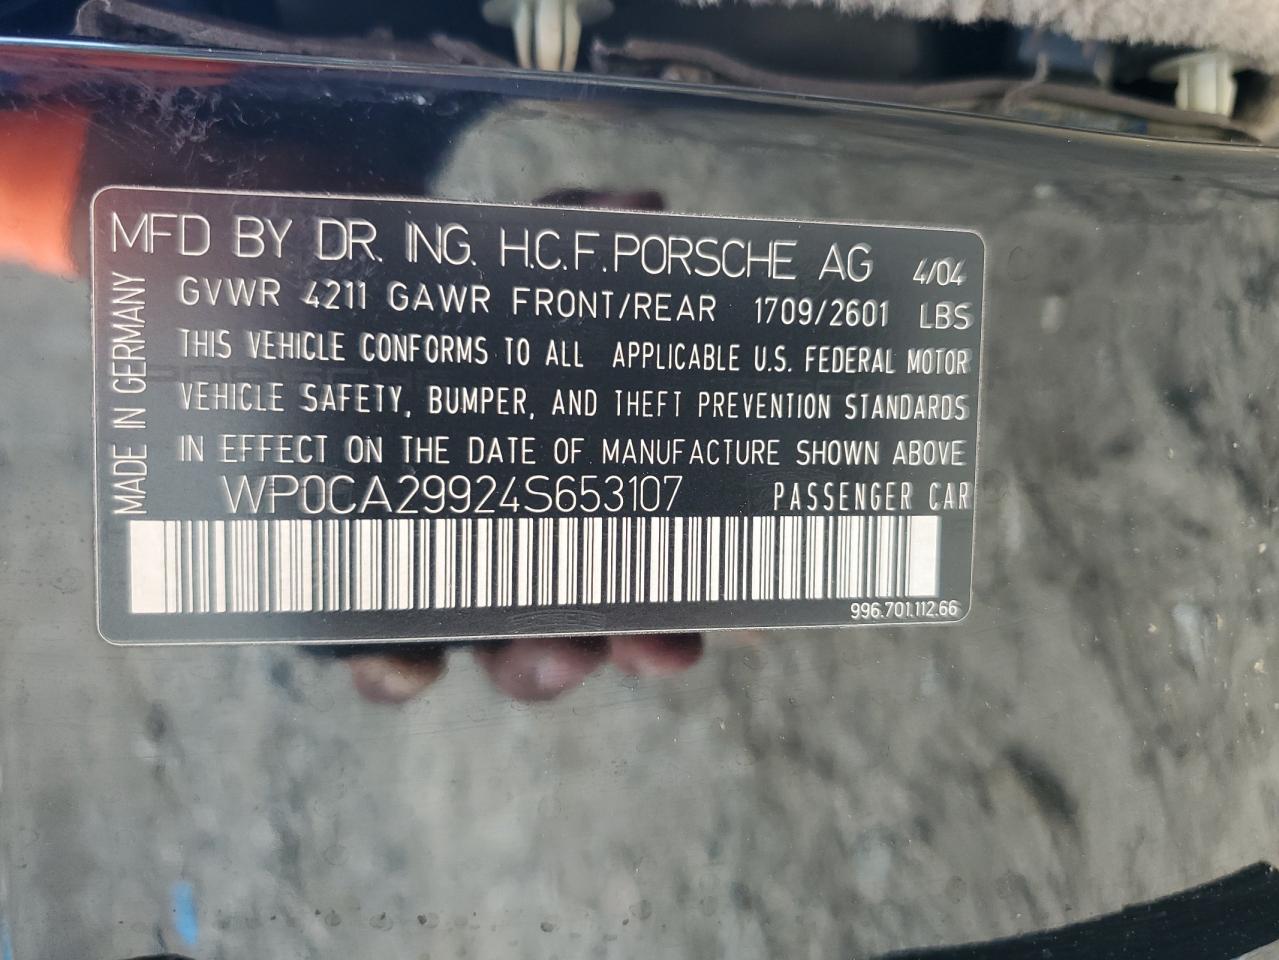 MFD BY DR. ING. H.C.F. PORSCHE AG 4/04
GVWR 4211 GAWR FRONT/REAR 1709/2601 LBS
THIS VEHICLE CONFORMS TO ALL APPLICABLE U.S. FEDERAL MOTOR
VEHICLE SAFETY, BUMPER, AND THEFT PREVENTION STANDARDS
IN EFFECT ON THE DATE OF MANUFACTURE SHOWN ABOVE
WP0CA29924S653107 PASSENGER CAR
996.701.112.66
MADE IN GERMANY